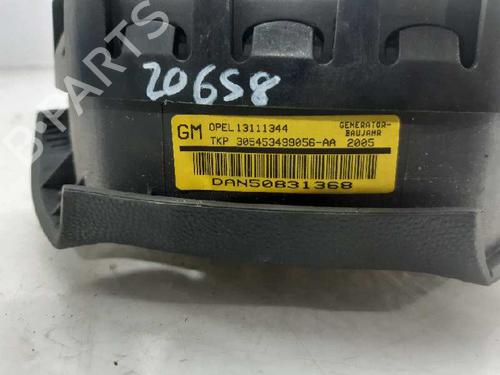 20658
GM OPEL 13111344 GENERATOR-
BAUJAHR
TKP 305453499056-AA 2005
DAN50831368
B-PARTS